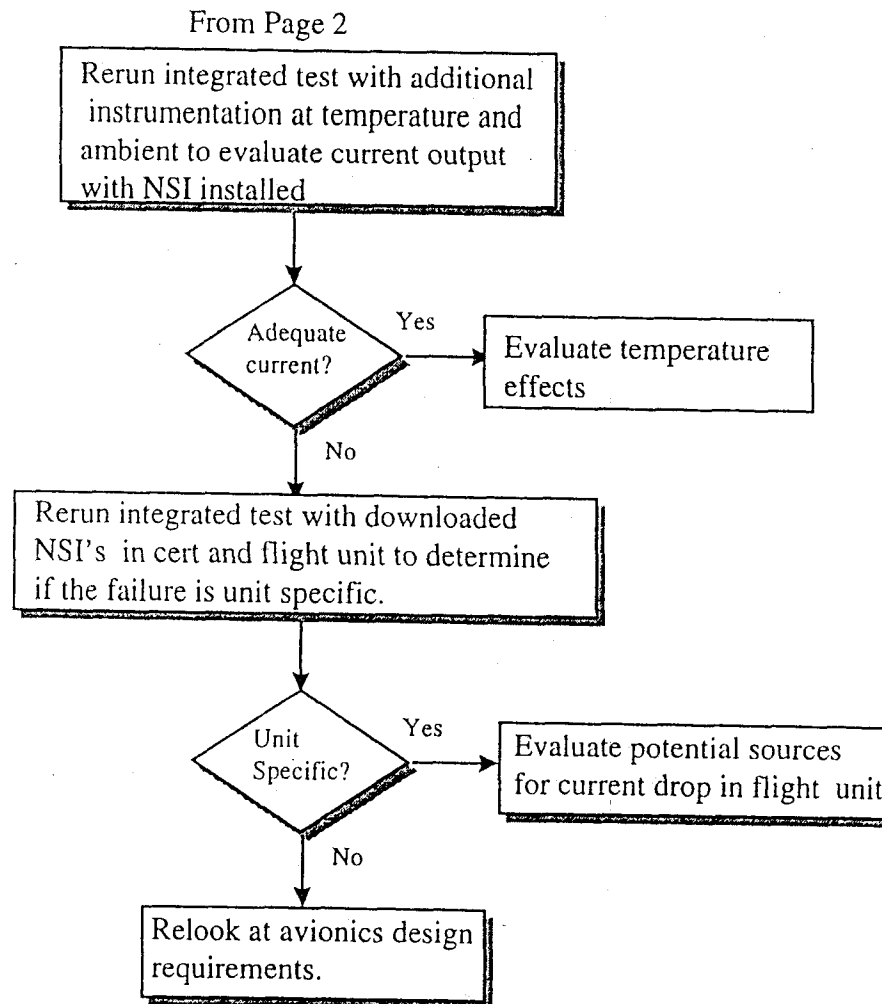 From Page 2
Rerun integrated test with additional
instrumentation at temperature and
ambient to evaluate current output
with NSI installed
Adequate
current?
Yes
Evaluate temperature
effects
No
Rerun integrated test with downloaded
NSI's in cert and flight unit to determine
if the failure is unit specific.
Unit
Specific?
Yes
Evaluate potential sources
for current drop in flight unit
No
Relook at avionics design
requirements.